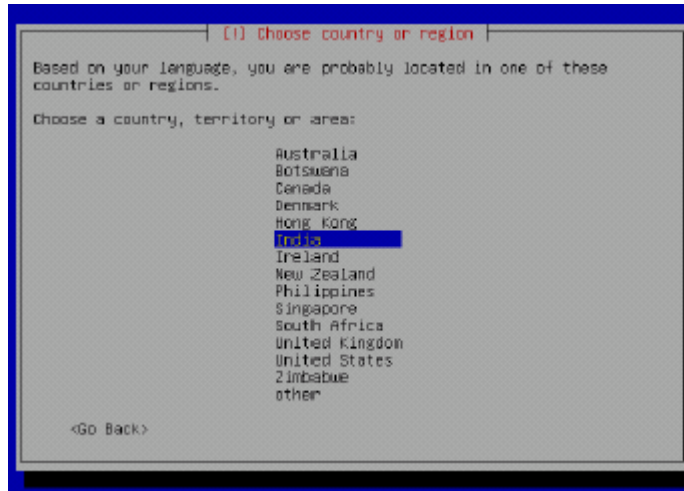 [!] Choose country or region
Based on your language, you are probably located in one of these
countries or regions.
Choose a country, territory or area:
Australia
Botswana
Canada
Denmark
Hong Kong
India
Ireland
New Zealand
Philippines
Singapore
South Africa
United Kingdom
United States
Zimbabwe
other
<Go Back>